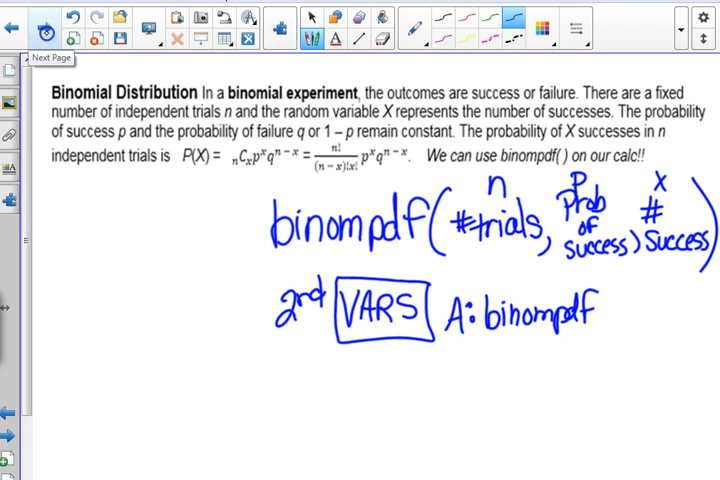 Next Page
Binomial Distribution In a binomial experiment, the outcomes are success or failure. There are a fixed
number of independent trials n and the random variable X represents the number of successes. The probability
of success p and the probability of failure q or 1 – p remain constant. The probability of X successes in n
independent trials is P(X) = nCxpˣqⁿ⁻ˣ = n!/((n – x)!x!) pˣqⁿ⁻ˣ. We can use binompdf( ) on our calc!!
n p x
binompdf(#trials, Prob of success, # Success)
2nd VARS A: binompdf